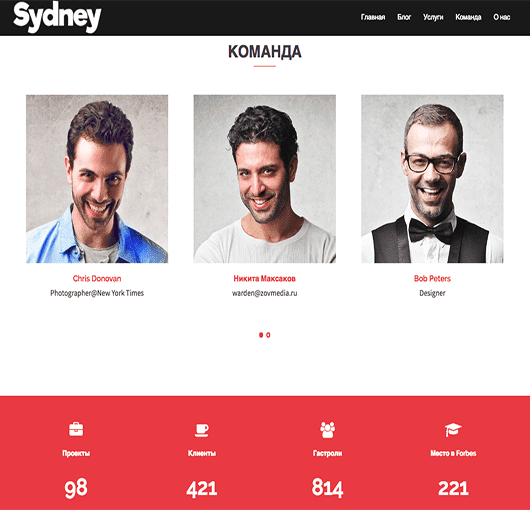 Sydney
Главная Блог Услуги Команда О нас
КОМАНДА
Chris Donovan Никита Максаков Bob Peters
Photographer@New York Times warden@zovmedia.ru Designer
Проекты Клиенты Гастроли Место в Forbes
98 421 814 221